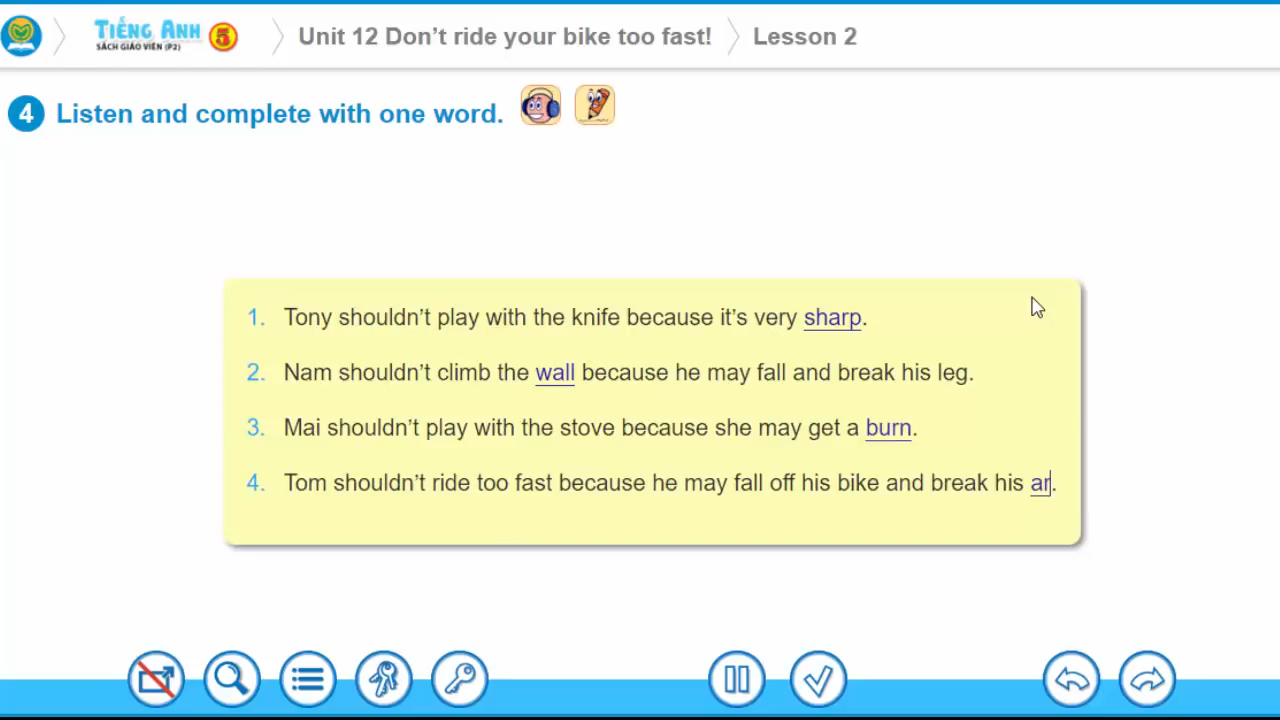 TIẾNG ANH 5
SÁCH GIÁO VIÊN (P2)
Unit 12 Don't ride your bike too fast!
Lesson 2
4 Listen and complete with one word.
1. Tony shouldn't play with the knife because it's very sharp.
2. Nam shouldn't climb the wall because he may fall and break his leg.
3. Mai shouldn't play with the stove because she may get a burn.
4. Tom shouldn't ride too fast because he may fall off his bike and break his ar.